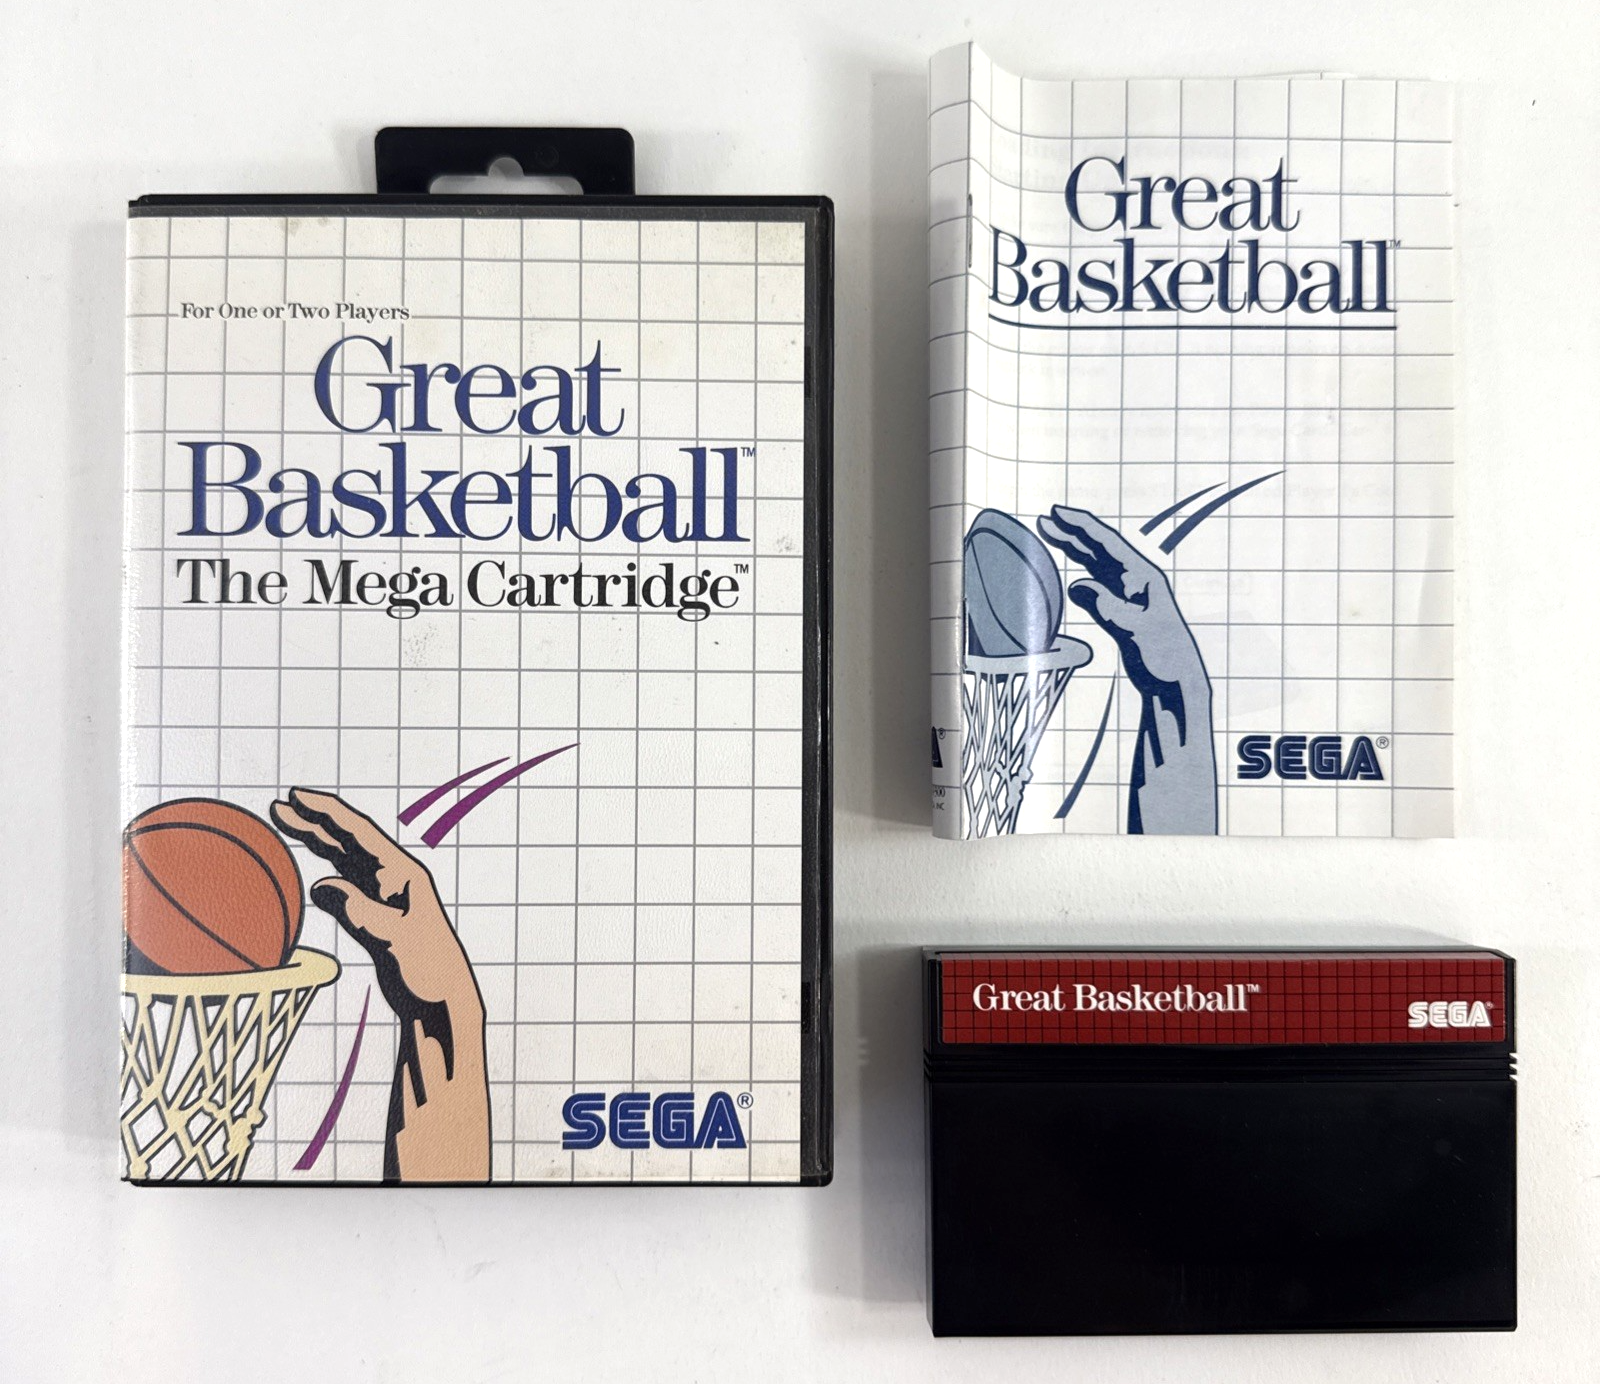 For One or Two Players
Great
Basketball™
The Mega Cartridge™
SEGA®
Great
Basketball™
SEGA®
Great Basketball™
SEGA®